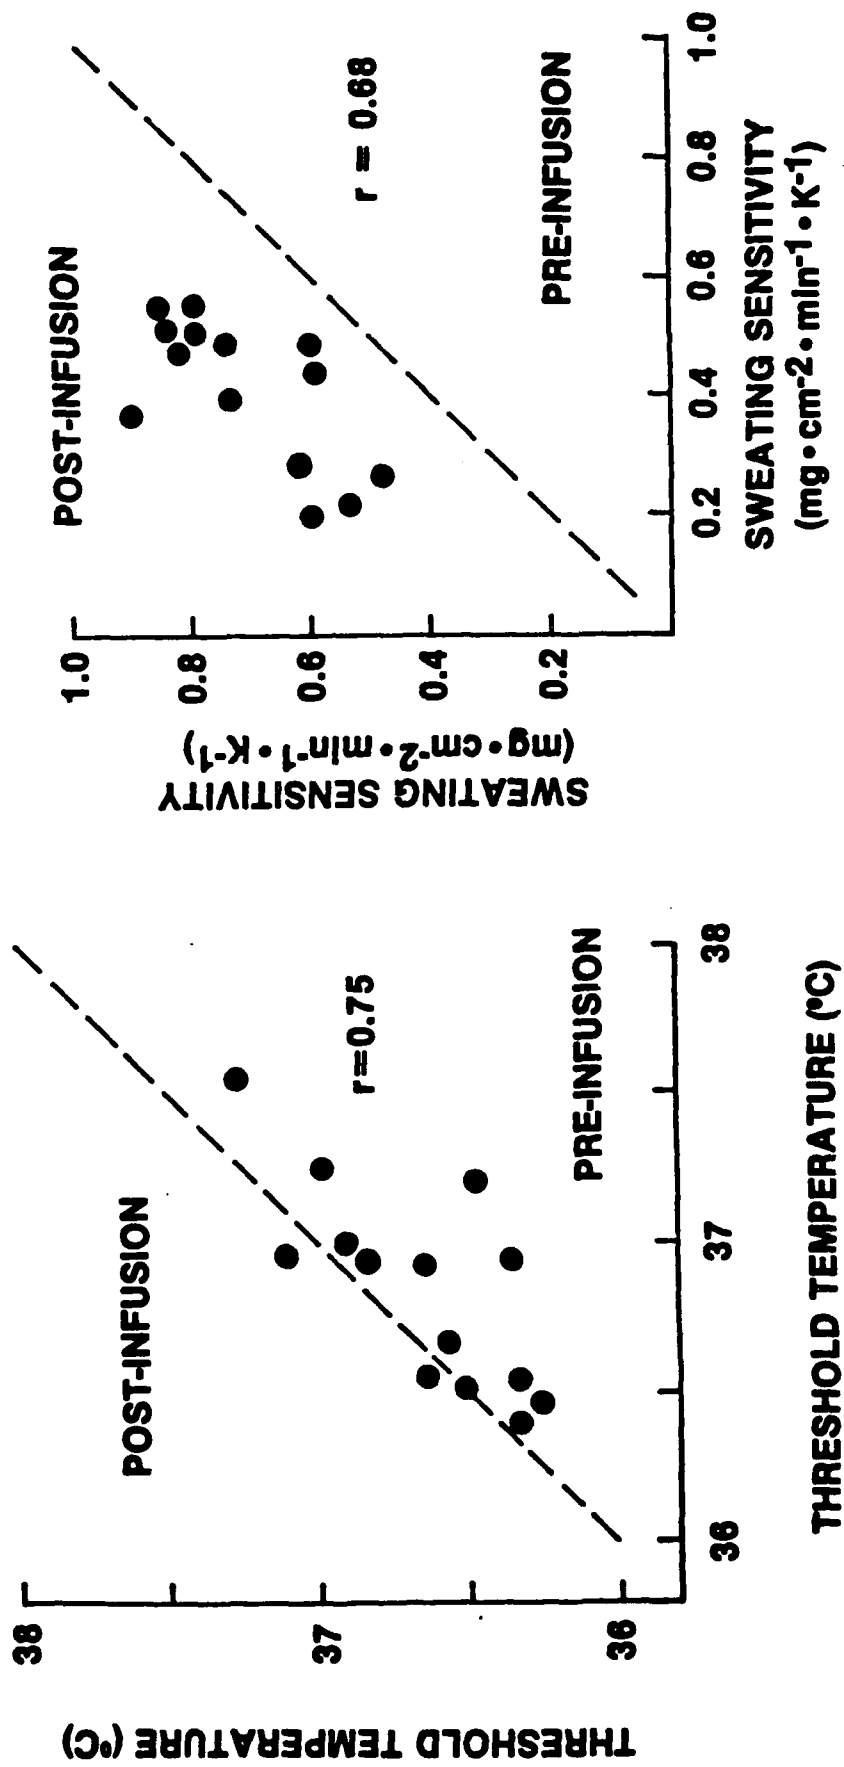 POST-INFUSION
r=0.75
PRE-INFUSION
38
37
36
THRESHOLD TEMPERATURE (ºC)
36
37
38
THRESHOLD TEMPERATURE (ºC)
POST-INFUSION
r = 0.68
PRE-INFUSION
1.0
0.8
0.6
0.4
0.2
SWEATING SENSITIVITY
(mg•cm⁻²•min⁻¹•K⁻¹)
0.2
0.4
0.6
0.8
1.0
SWEATING SENSITIVITY
(mg•cm⁻²•min⁻¹•K⁻¹)